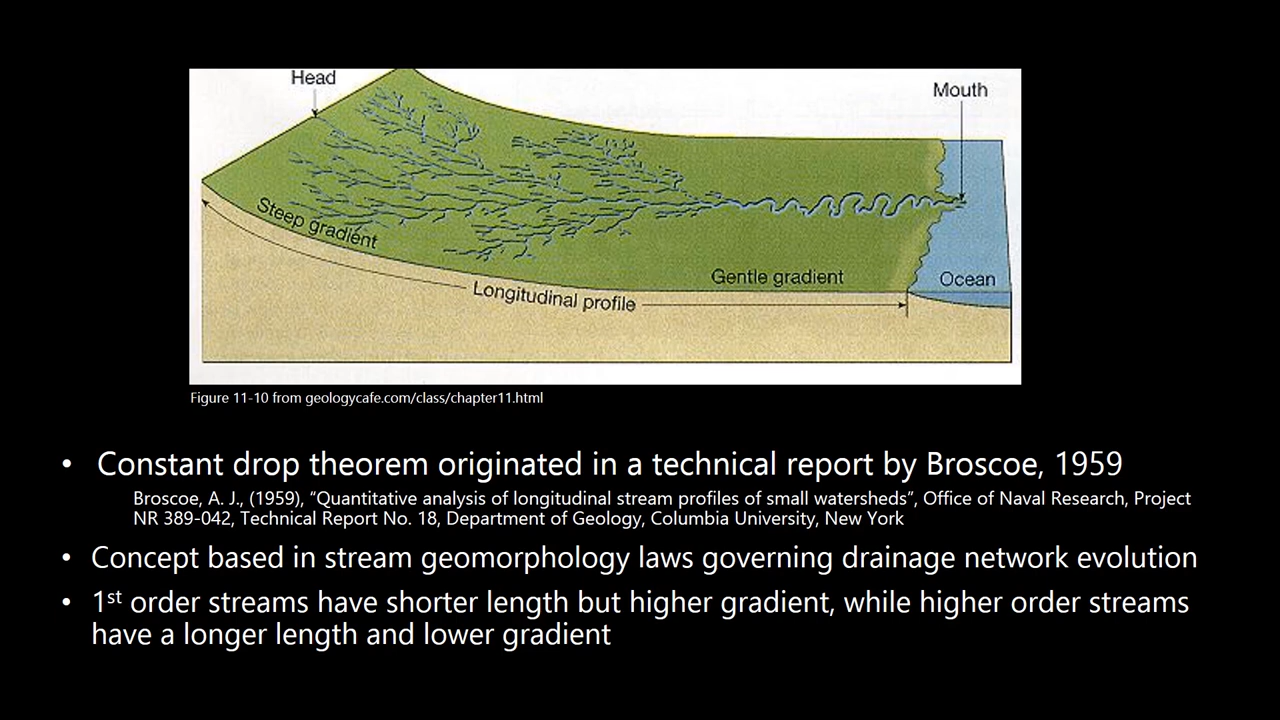 Head
Mouth
Steep gradient
Gentle gradient
Ocean
Longitudinal profile
Figure 11-10 from geologycafe.com/class/chapter11.html
• Constant drop theorem originated in a technical report by Broscoe, 1959
Broscoe, A. J., (1959), “Quantitative analysis of longitudinal stream profiles of small watersheds”, Office of Naval Research, Project
NR 389-042, Technical Report No. 18, Department of Geology, Columbia University, New York
• Concept based in stream geomorphology laws governing drainage network evolution
• 1st order streams have shorter length but higher gradient, while higher order streams
have a longer length and lower gradient